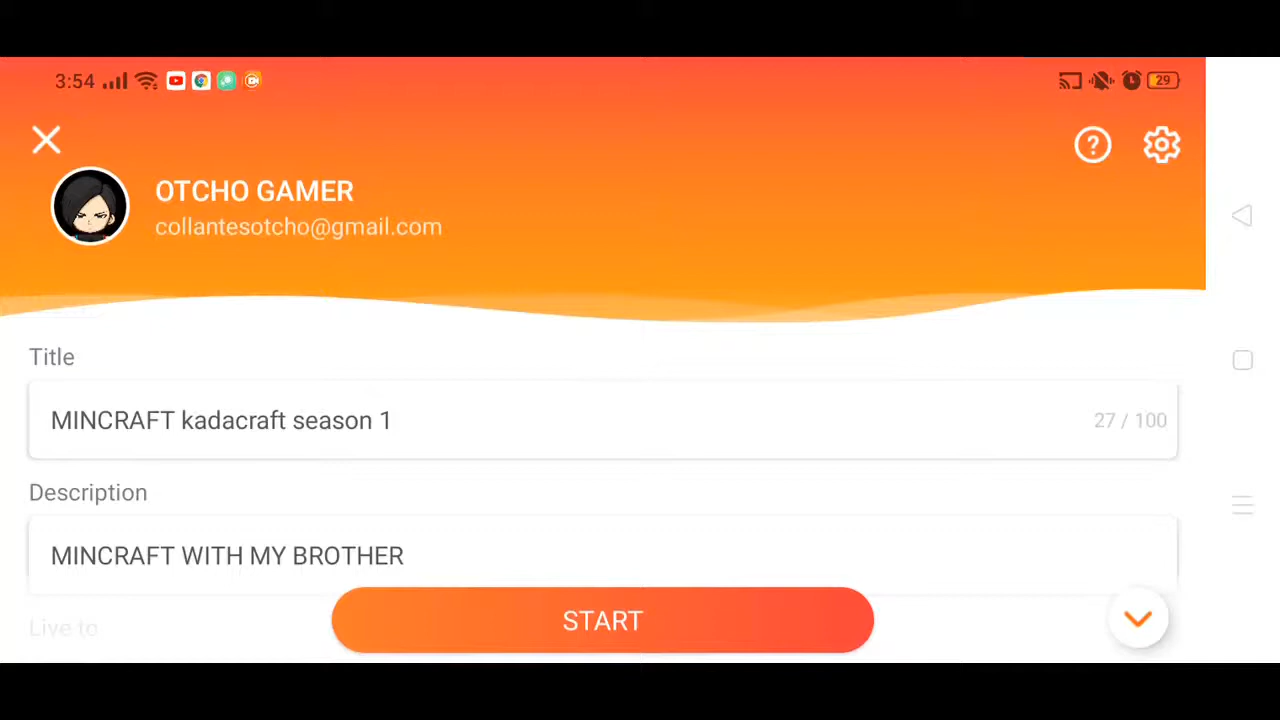 3:54
29
OTCHO GAMER
collantesotcho@gmail.com
Title
MINCRAFT kadacraft season 1
27 / 100
Description
MINCRAFT WITH MY BROTHER
Live to
START